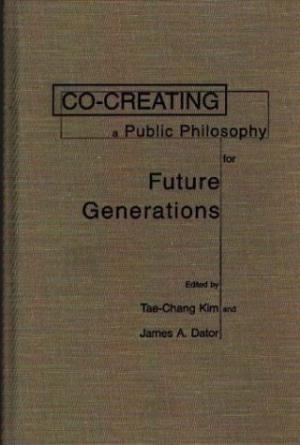 CO-CREATING
a Public Philosophy
for
Future
Generations
Edited by
Tae-Chang Kim and
James A. Dator